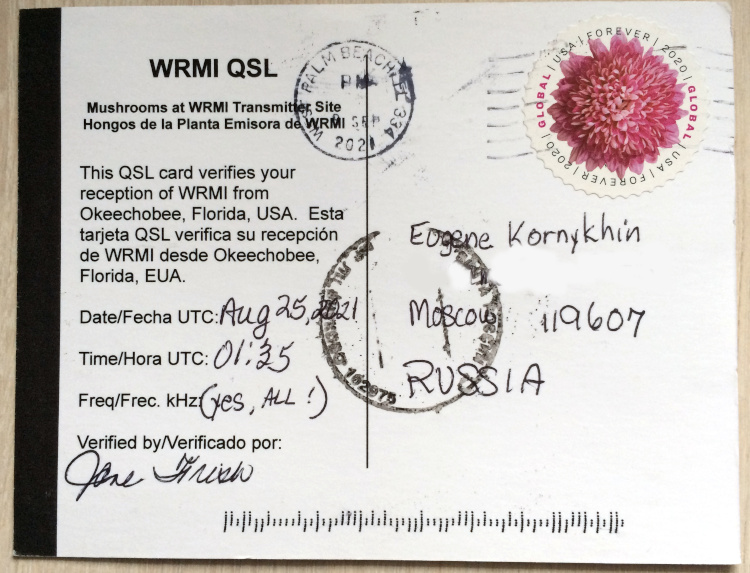 WRMI QSL
Mushrooms at WRMI Transmitter Site
Hongos de la Planta Emisora de WRMI
This QSL card verifies your
reception of WRMI from
Okeechobee, Florida, USA. Esta
tarjeta QSL verifica su recepción
de WRMI desde Okeechobee,
Florida, EUA.
Date/Fecha UTC: Aug 25, 2021
Time/Hora UTC: 01:35
Freq/Frec. kHz: (yes, ALL!)
Verified by/Verificado por:
WEST PALM BEACH FL 334
PM
SEP
2021
GLOBAL | USA | FOREVER | 2020 | GLOBAL | USA | FOREVER | 2020 |
Eugene Kornykhin
Moscow 119607
RUSSIA
102975